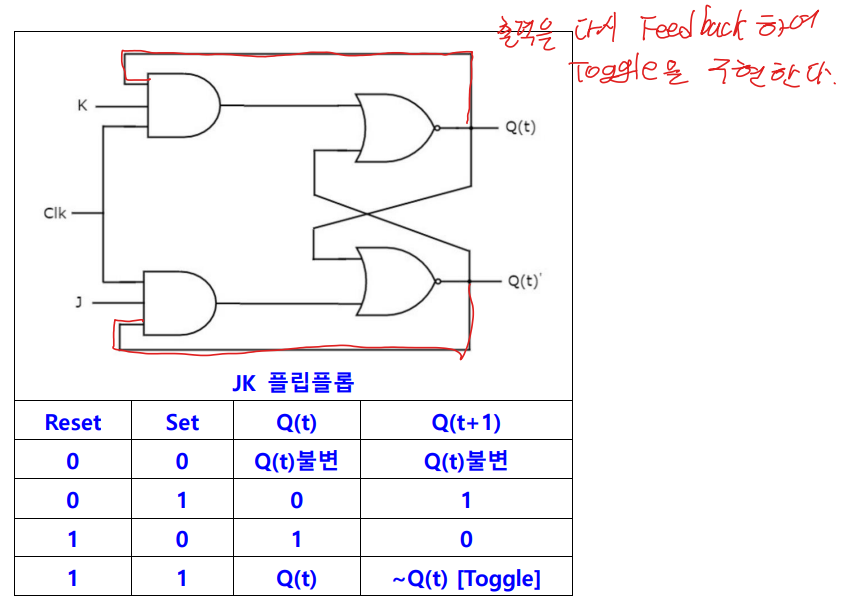 출력을 다시 Feedback 하여
Toggle을 구현한다.
K
Q(t)
Clk
Q(t)'
J
JK 플립플롭
Reset Set Q(t) Q(t+1)
0 0 Q(t)불변 Q(t)불변
0 1 0 1
1 0 1 0
1 1 Q(t) ~Q(t) [Toggle]